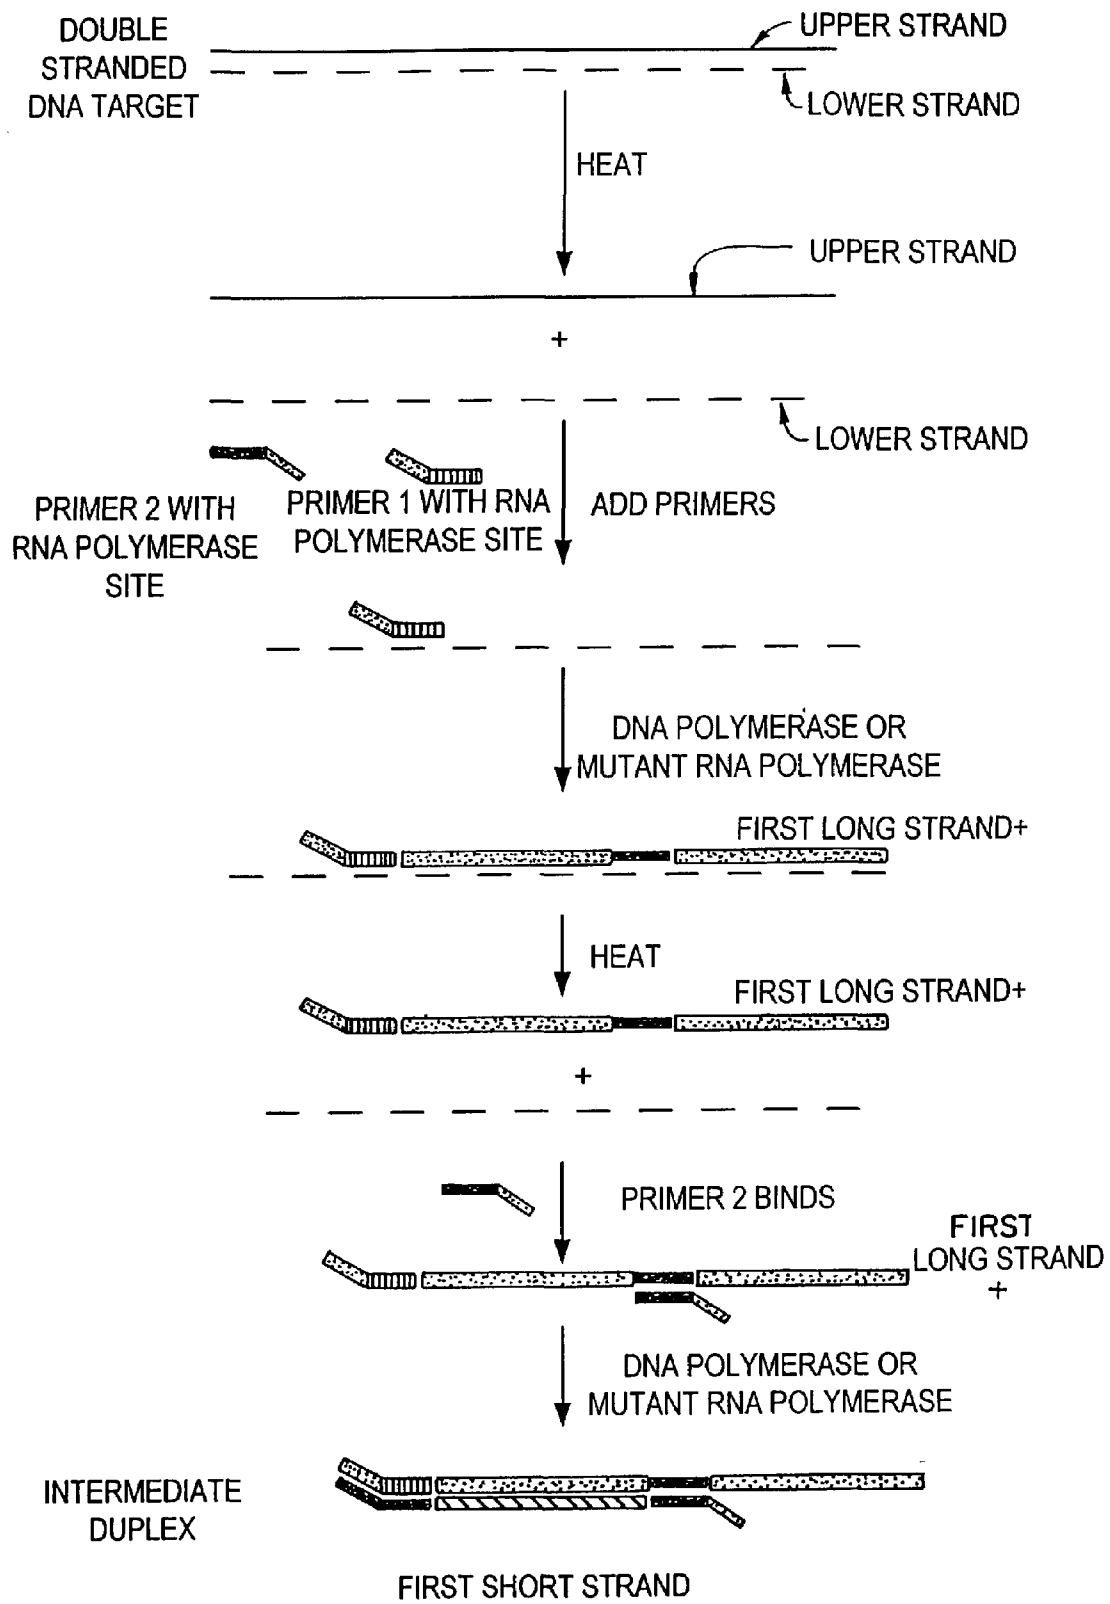 DOUBLE
STRANDED
DNA TARGET
UPPER STRAND
LOWER STRAND
HEAT
UPPER STRAND
+
LOWER STRAND
PRIMER 2 WITH
RNA POLYMERASE
SITE
PRIMER 1 WITH RNA
POLYMERASE SITE
ADD PRIMERS
DNA POLYMERASE OR
MUTANT RNA POLYMERASE
FIRST LONG STRAND+
HEAT
FIRST LONG STRAND+
+
PRIMER 2 BINDS
FIRST
LONG STRAND
+
DNA POLYMERASE OR
MUTANT RNA POLYMERASE
INTERMEDIATE
DUPLEX
FIRST SHORT STRAND